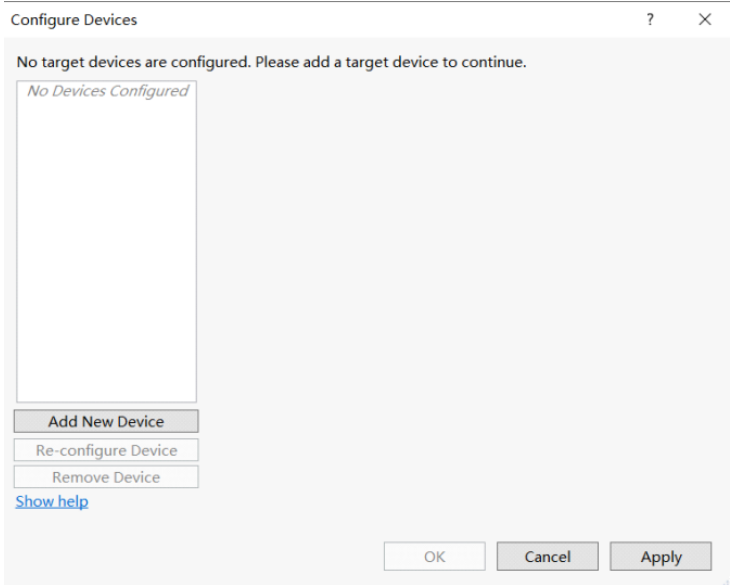 Configure Devices ?
No target devices are configured. Please add a target device to continue.
No Devices Configured
Add New Device
Re-configure Device
Remove Device
Show help
OK Cancel Apply